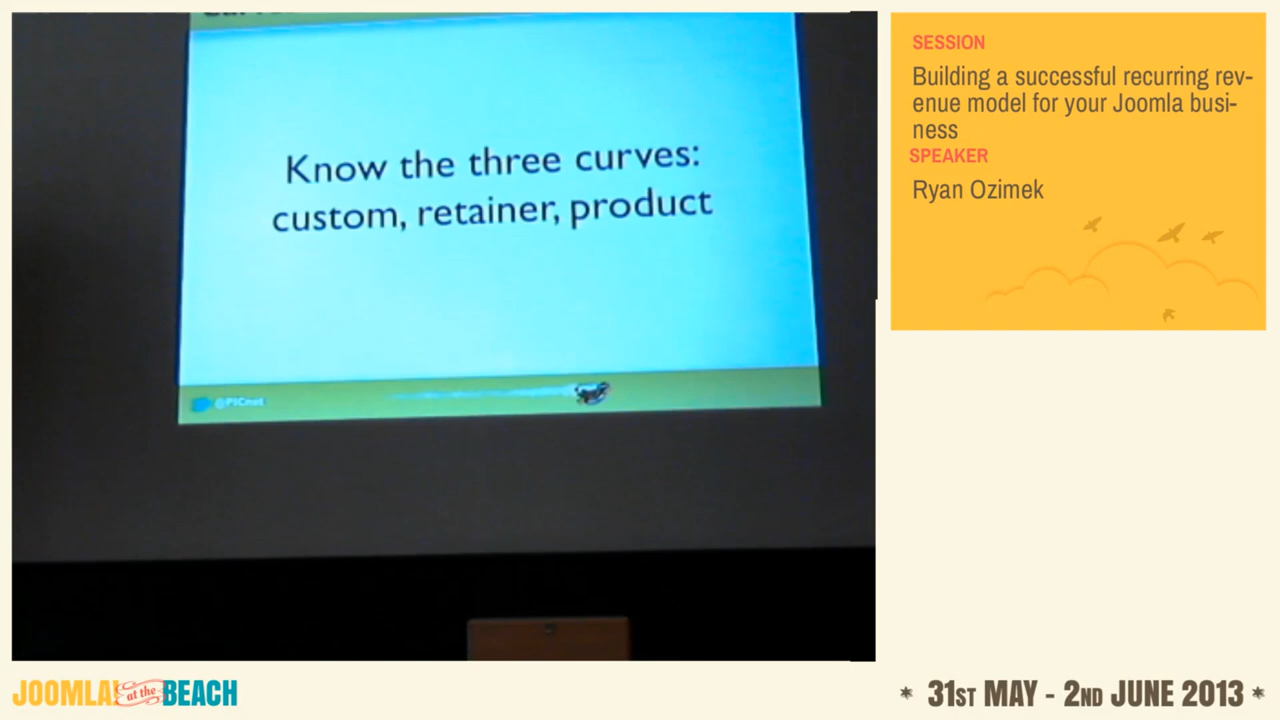 Know the three curves:
custom, retainer, product
@PICnet
SESSION
Building a successful recurring rev-
enue model for your Joomla busi-
ness
SPEAKER
Ryan Ozimek
JOOMLA! at the BEACH
* 31ST MAY - 2ND JUNE 2013 *